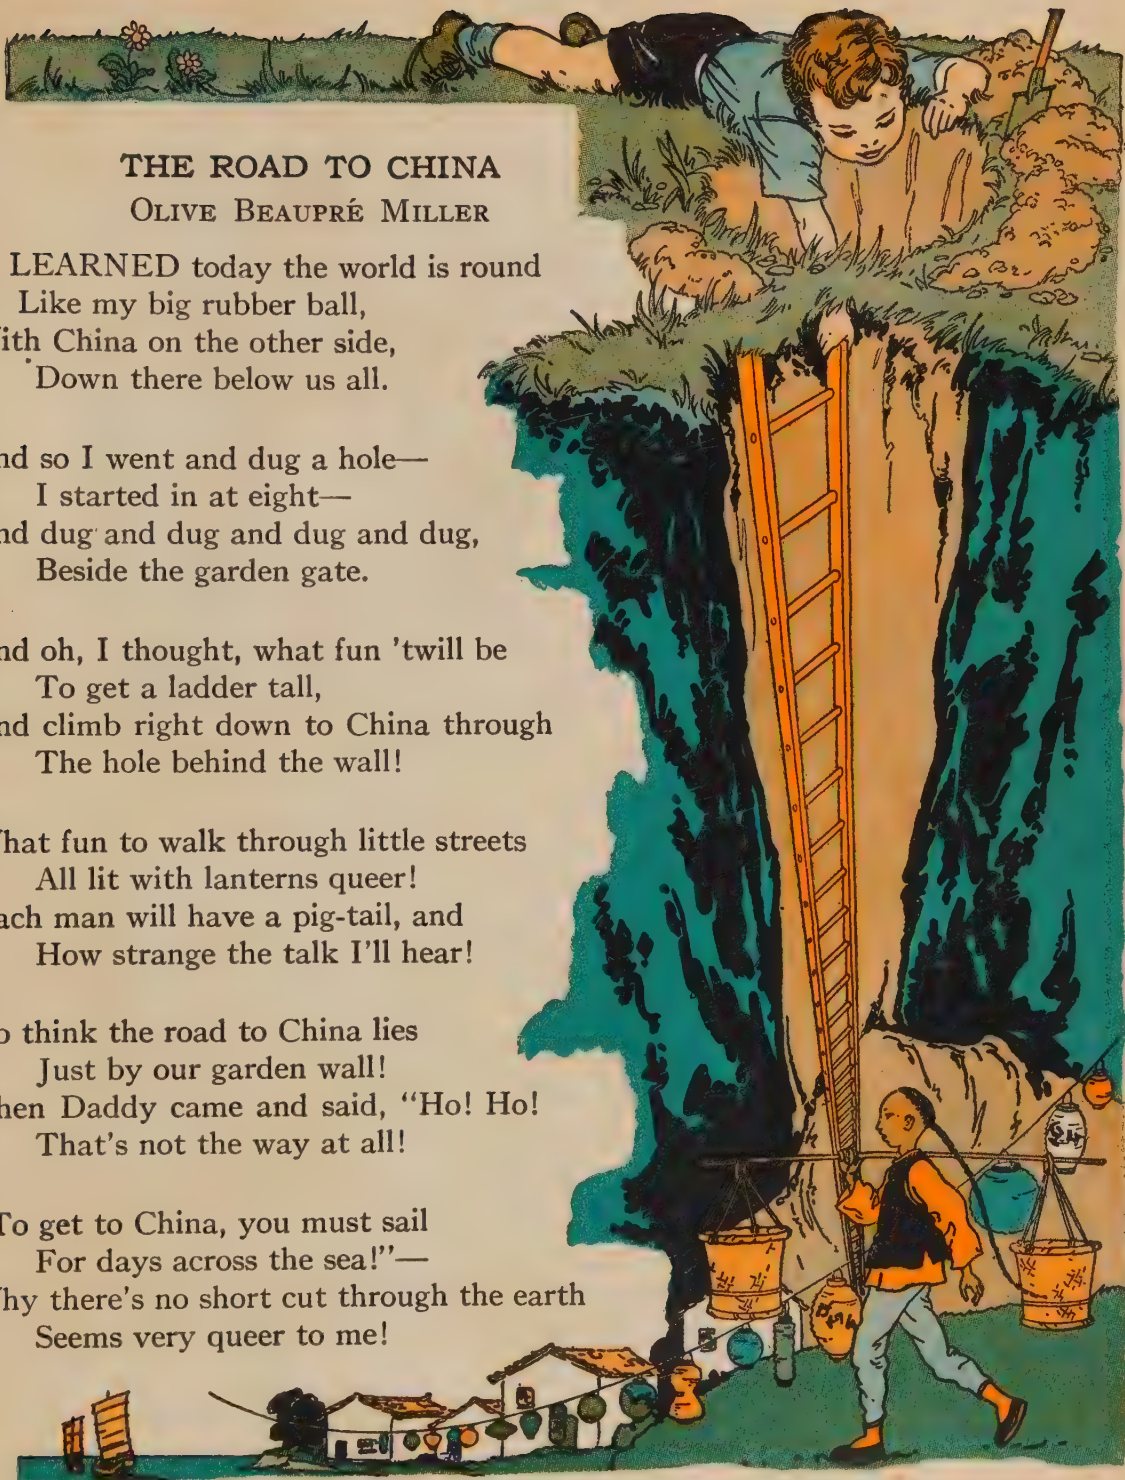 THE ROAD TO CHINA
OLIVE BEAUPRÉ MILLER
LEARNED today the world is round
Like my big rubber ball,
ith China on the other side,
Down there below us all.
nd so I went and dug a hole—
I started in at eight—
nd dug and dug and dug and dug,
Beside the garden gate.
nd oh, I thought, what fun 'twill be
To get a ladder tall,
nd climb right down to China through
The hole behind the wall!
hat fun to walk through little streets
All lit with lanterns queer!
ach man will have a pig-tail, and
How strange the talk I'll hear!
o think the road to China lies
Just by our garden wall!
hen Daddy came and said, “Ho! Ho!
That's not the way at all!
To get to China, you must sail
For days across the sea!”—
hy there's no short cut through the earth
Seems very queer to me!